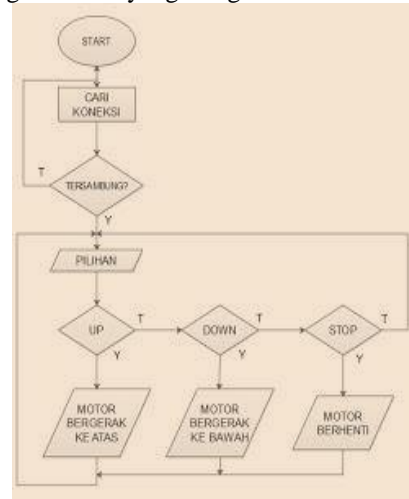 START
CARI
KONEKSI
T
TERSAMBUNG?
Y
PILIHAN
UP
T
DOWN
T
STOP
T
Y
Y
Y
MOTOR
BERGERAK
KE ATAS
MOTOR
BERGERAK
KE BAWAH
MOTOR
BERHENTI